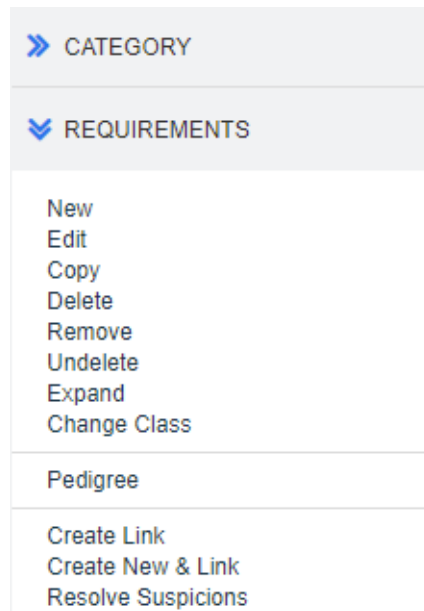 CATEGORY
REQUIREMENTS
New
Edit
Copy
Delete
Remove
Undelete
Expand
Change Class
Pedigree
Create Link
Create New & Link
Resolve Suspicions